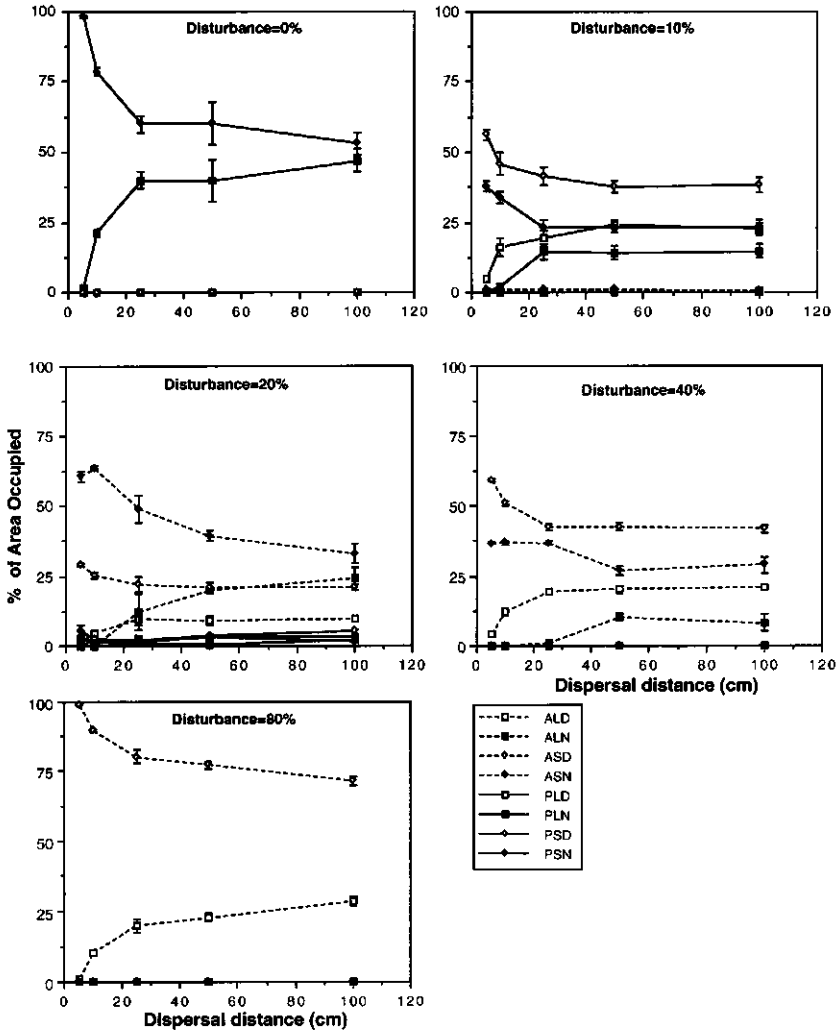 Disturbance=0%
100
75
50
25
0
0 20 40 60 80 100 120
Disturbance=10%
100
75
50
25
0
0 20 40 60 80 100 120
% of Area Occupied
Disturbance=20%
100
75
50
25
0
0 20 40 60 80 100 120
Disturbance=40%
100
75
50
25
0
0 20 40 60 80 100 120
Dispersal distance (cm)
Disturbance=80%
100
75
50
25
0
0 20 40 60 80 100 120
Dispersal distance (cm)
ALD
ALN
ASD
ASN
PLD
PLN
PSD
PSN